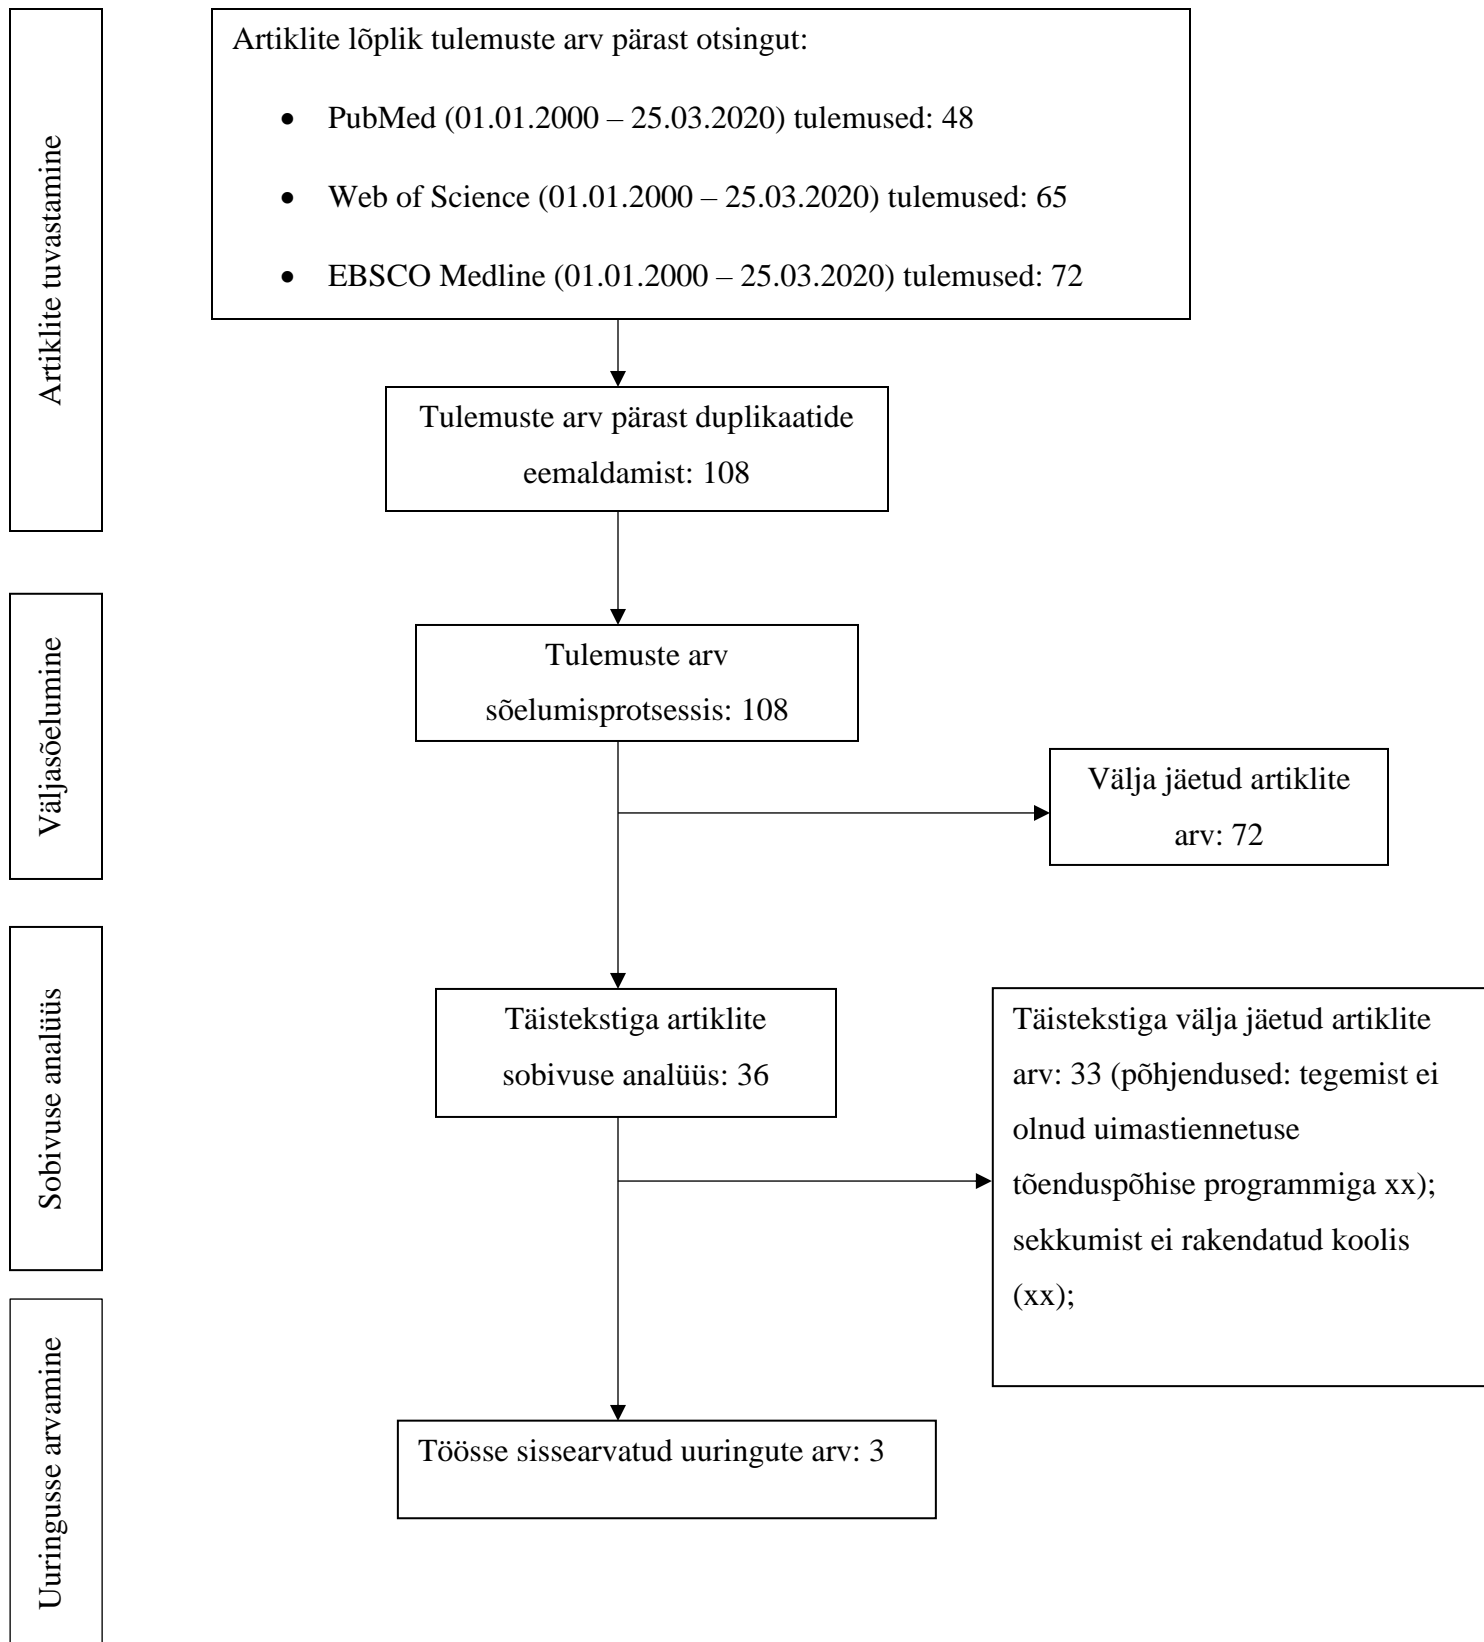 Artiklite tuvastamine
Artiklite lõplik tulemuste arv pärast otsingut:
• PubMed (01.01.2000 – 25.03.2020) tulemused: 48
• Web of Science (01.01.2000 – 25.03.2020) tulemused: 65
• EBSCO Medline (01.01.2000 – 25.03.2020) tulemused: 72
Tulemuste arv pärast duplikaatide
eemaldamist: 108
Väljasõelumine
Tulemuste arv
sõelumisprotsessis: 108
Välja jäetud artiklite
arv: 72
Sobivuse analüüs
Täistekstiga artiklite
sobivuse analüüs: 36
Täistekstiga välja jäetud artiklite
arv: 33 (põhjendused: tegemist ei
olnud uimastiennetuse
tõenduspõhise programmiga xx);
sekkumist ei rakendatud koolis
(xx);
Uuringusse arvamine
Töösse sissearvatud uuringute arv: 3